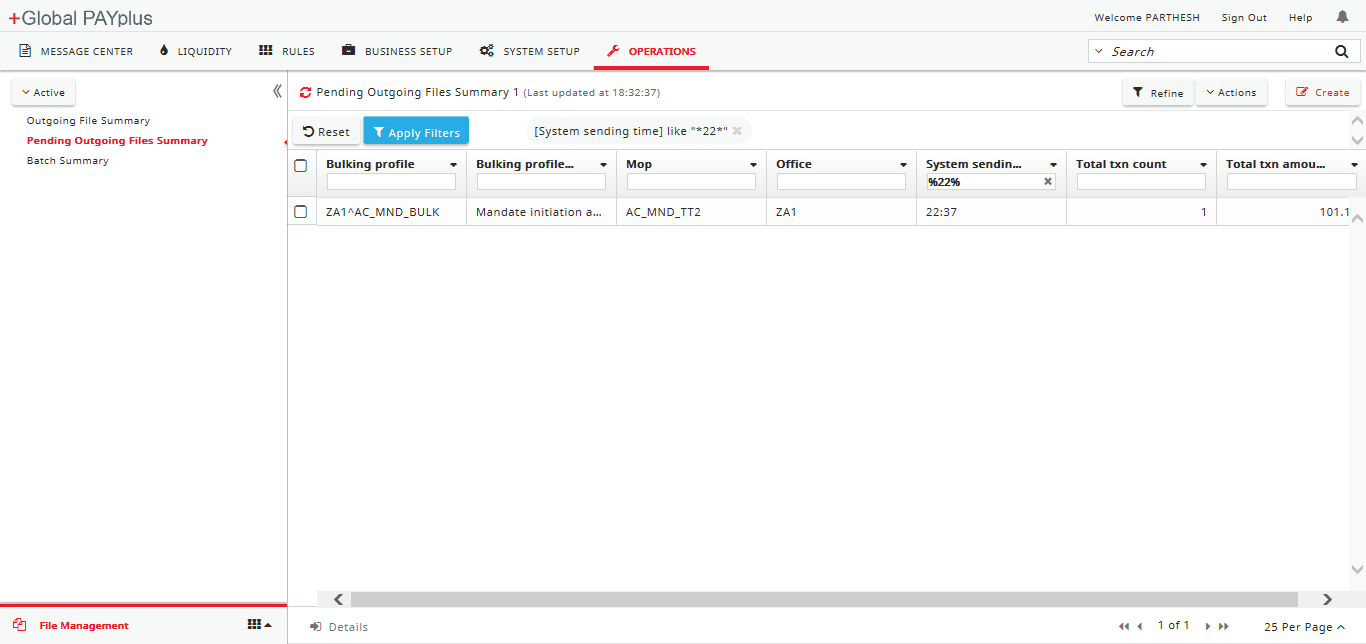 +Global PAYplus
Welcome PARTHESH Sign Out Help
MESSAGE CENTER LIQUIDITY RULES BUSINESS SETUP SYSTEM SETUP OPERATIONS Search
Active
Outgoing File Summary
Pending Outgoing Files Summary
Batch Summary
Pending Outgoing Files Summary 1 (Last updated at 18:32:37) Refine Actions Create
Reset Apply Filters [System sending time] like "*22*"
Bulking profile Bulking profile... Mop Office System sendin... Total txn count Total txn amou...
%22%
ZA1^AC_MND_BULK Mandate initiation a... AC_MND_TT2 ZA1 22:37 1 101.1
File Management
Details 1 of 1 25 Per Page